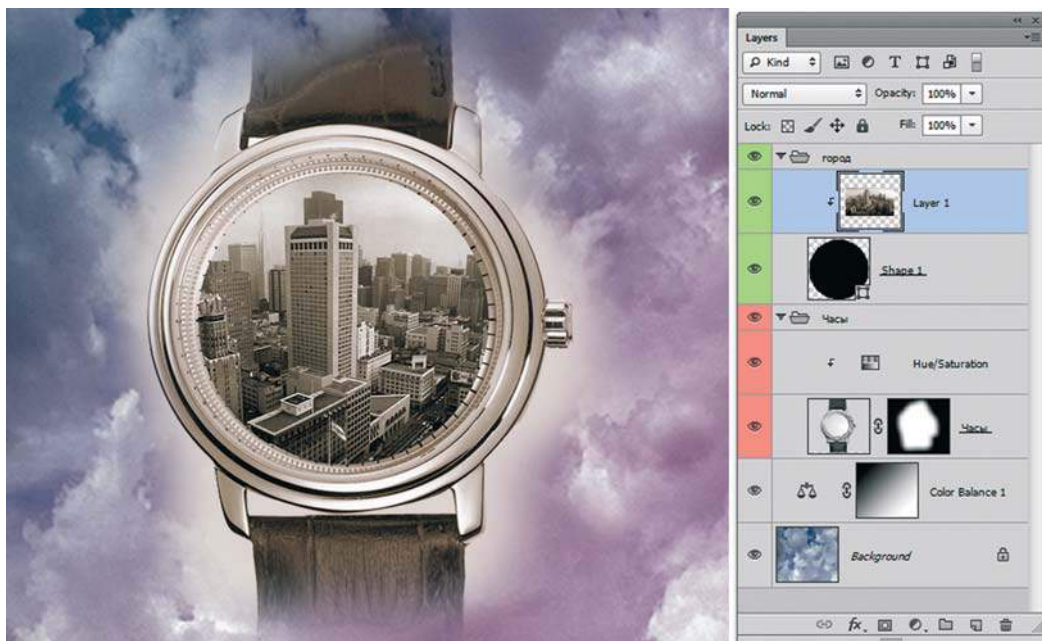 Layers
Kind
T
Normal Opacity: 100%
Lock: Fill: 100%
город
Layer 1
Shape 1
Часы
Hue/Saturation
Часы
Color Balance 1
Background
fx